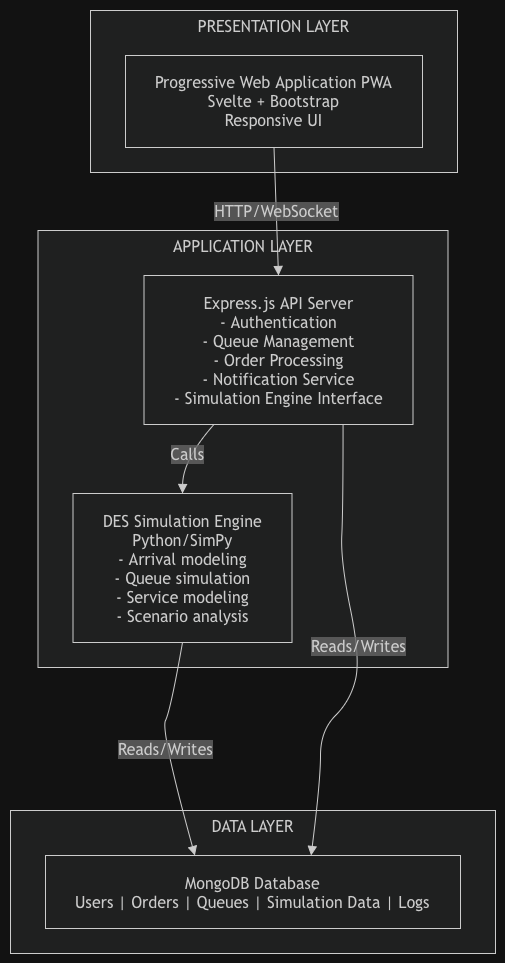 PRESENTATION LAYER
Progressive Web Application PWA
Svelte + Bootstrap
Responsive UI
HTTP/WebSocket
APPLICATION LAYER
Express.js API Server
- Authentication
- Queue Management
- Order Processing
- Notification Service
- Simulation Engine Interface
Calls
DES Simulation Engine
Python/SimPy
- Arrival modeling
- Queue simulation
- Service modeling
- Scenario analysis
Reads/Writes
Reads/Writes
DATA LAYER
MongoDB Database
Users | Orders | Queues | Simulation Data | Logs